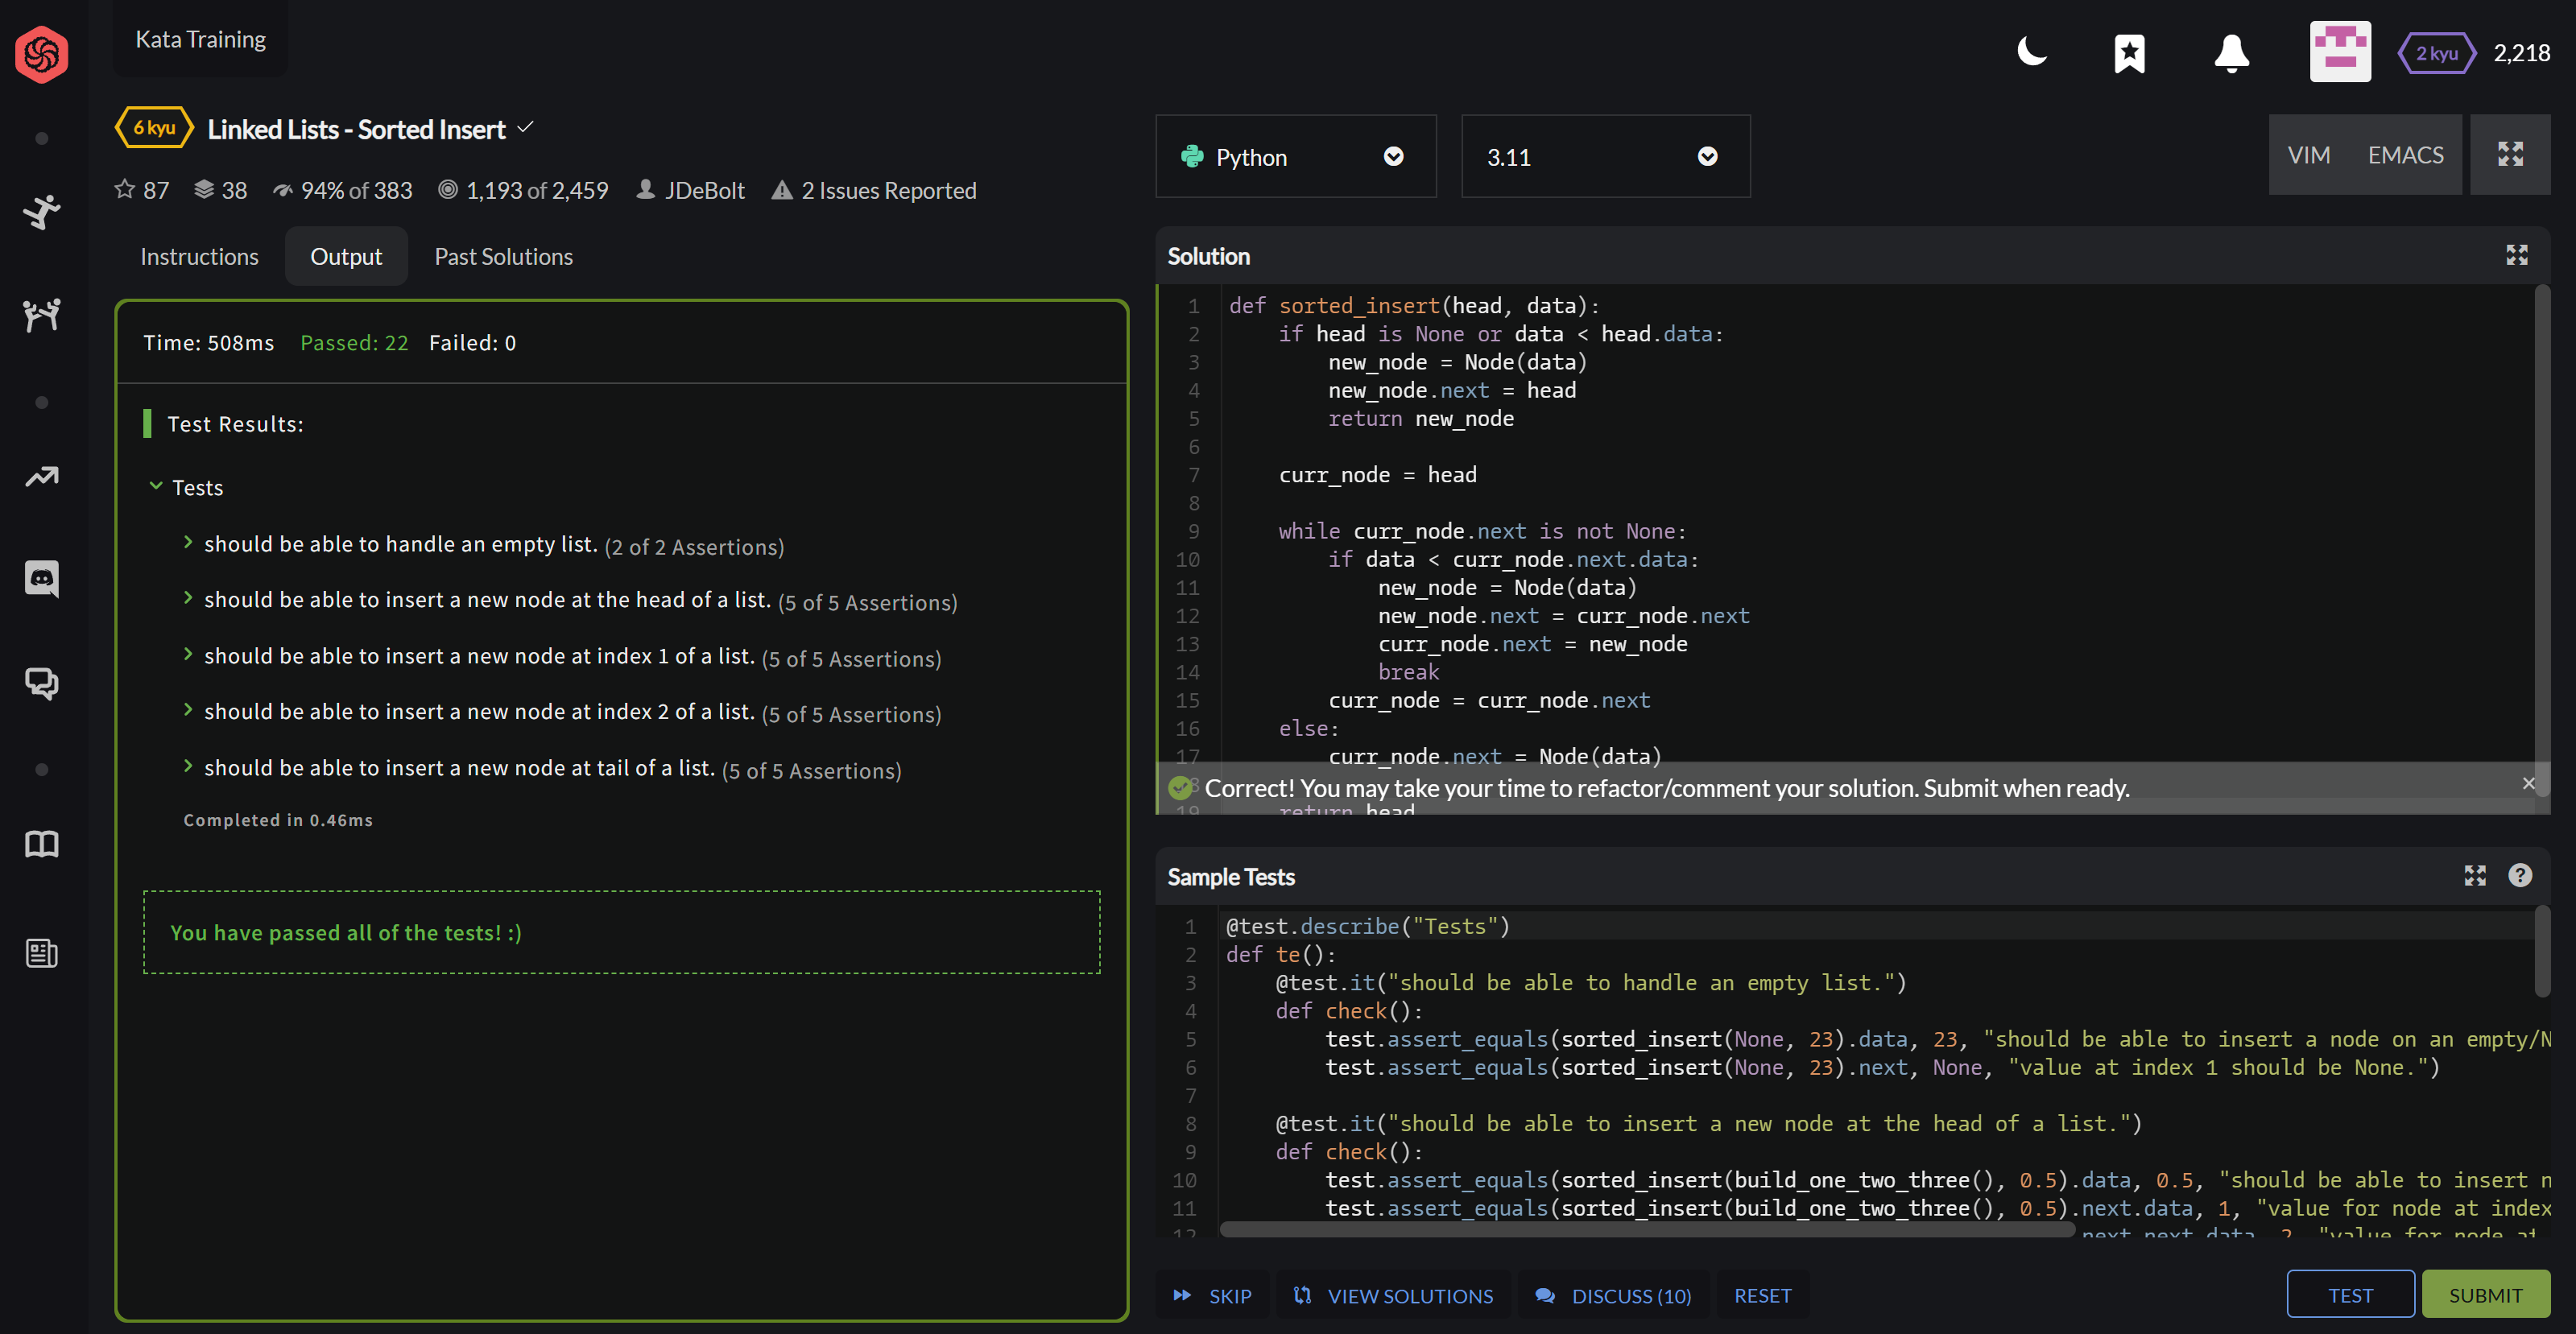 Kata Training
2 kyu 2,218
6 kyu Linked Lists - Sorted Insert
87 38 94% of 383 1,193 of 2,459 JDeBolt 2 Issues Reported
Instructions Output Past Solutions
Time: 508ms Passed: 22 Failed: 0
Test Results:
Tests
should be able to handle an empty list. (2 of 2 Assertions)
should be able to insert a new node at the head of a list. (5 of 5 Assertions)
should be able to insert a new node at index 1 of a list. (5 of 5 Assertions)
should be able to insert a new node at index 2 of a list. (5 of 5 Assertions)
should be able to insert a new node at tail of a list. (5 of 5 Assertions)
Completed in 0.46ms
You have passed all of the tests! :)
Python 3.11 VIM EMACS
Solution
1 def sorted_insert(head, data):
2 if head is None or data < head.data:
3 new_node = Node(data)
4 new_node.next = head
5 return new_node
6
7 curr_node = head
8
9 while curr_node.next is not None:
10 if data < curr_node.next.data:
11 new_node = Node(data)
12 new_node.next = curr_node.next
13 curr_node.next = new_node
14 break
15 curr_node = curr_node.next
16 else:
17 curr_node.next = Node(data)
Correct! You may take your time to refactor/comment your solution. Submit when ready.
19 return head
Sample Tests
1 @test.describe("Tests")
2 def te():
3 @test.it("should be able to handle an empty list.")
4 def check():
5 test.assert_equals(sorted_insert(None, 23).data, 23, "should be able to insert a node on an empty/N
6 test.assert_equals(sorted_insert(None, 23).next, None, "value at index 1 should be None.")
7
8 @test.it("should be able to insert a new node at the head of a list.")
9 def check():
10 test.assert_equals(sorted_insert(build_one_two_three(), 0.5).data, 0.5, "should be able to insert n
11 test.assert_equals(sorted_insert(build_one_two_three(), 0.5).next.data, 1, "value for node at index
12 next.next.data, 2, "value for node at
SKIP VIEW SOLUTIONS DISCUSS (10) RESET TEST SUBMIT